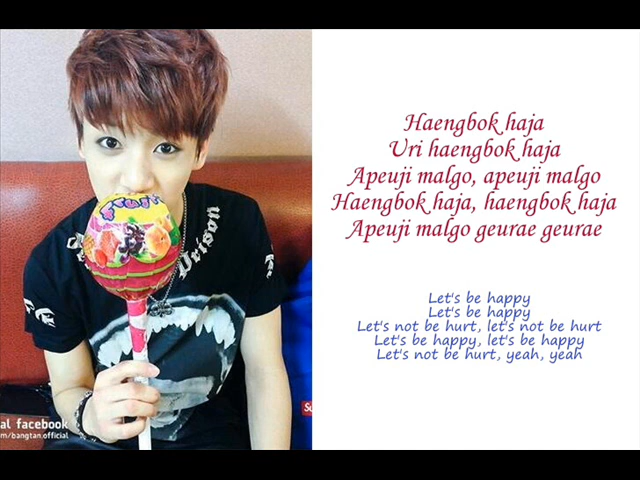 Haengbok haja
Uri haengbok haja
Apeuji malgo, apeuji malgo
Haengbok haja, haengbok haja
Apeuji malgo geurae geurae
Let's be happy
Let's be happy
Let's not be hurt, let's not be hurt
Let's be happy, let's be happy
Let's not be hurt, yeah, yeah
Prison
al facebook
m/bangtan.official